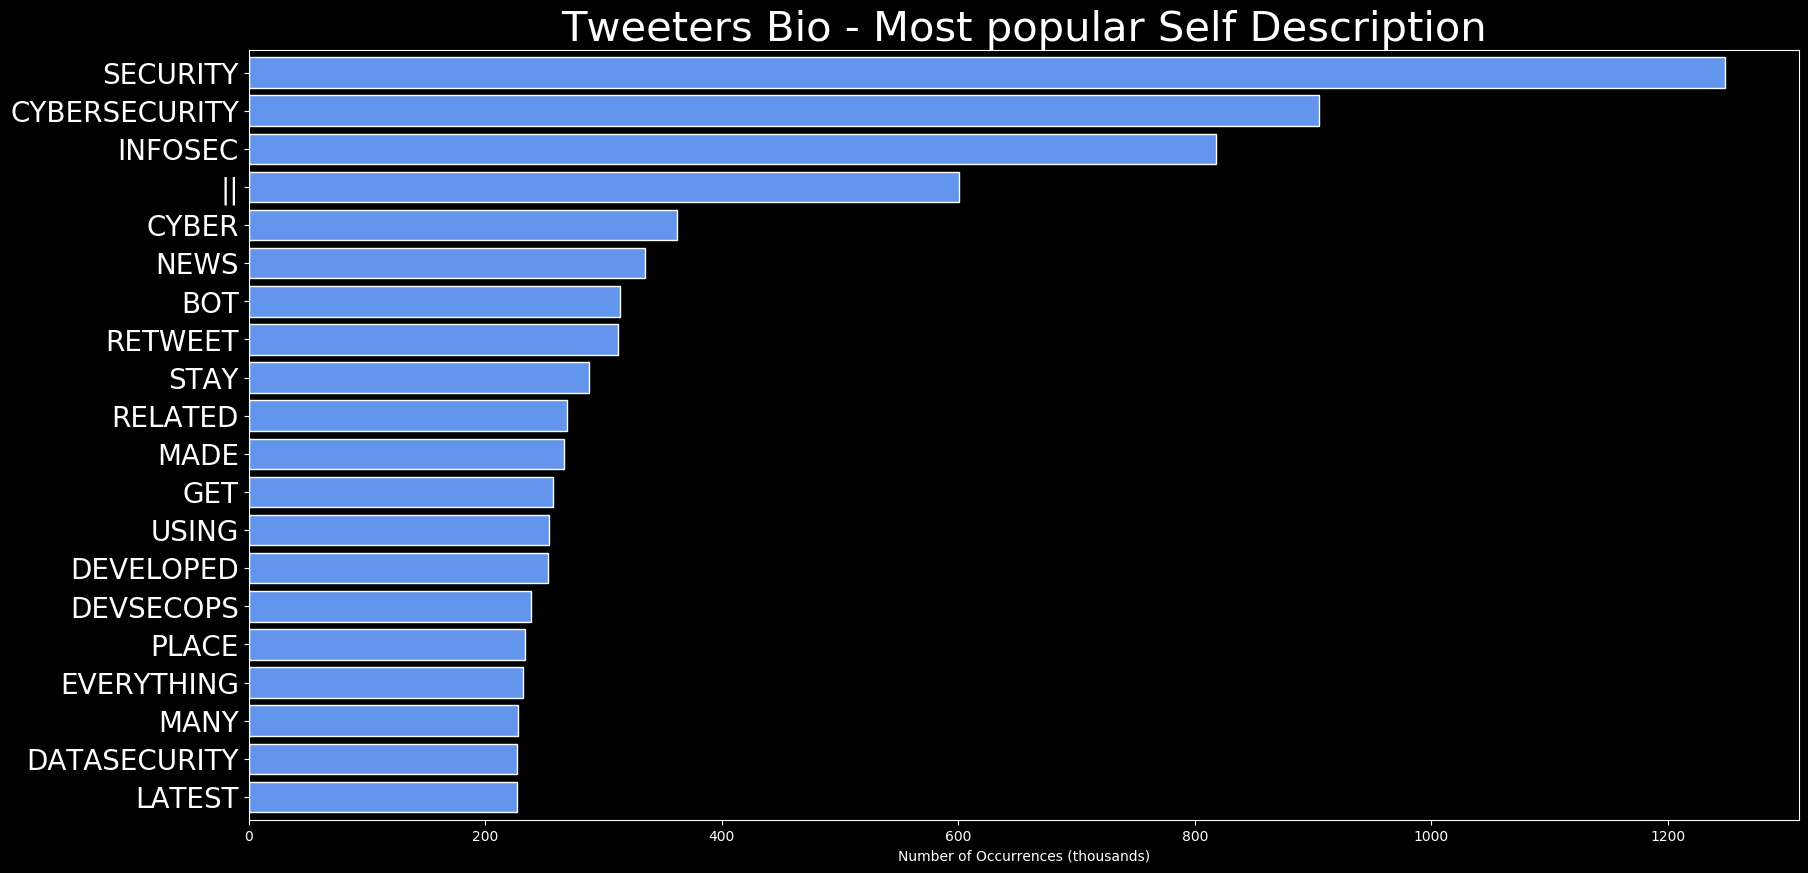 Tweeters Bio - Most popular Self Description
SECURITY
CYBERSECURITY
INFOSEC
||
CYBER
NEWS
BOT
RETWEET
STAY
RELATED
MADE
GET
USING
DEVELOPED
DEVSECOPS
PLACE
EVERYTHING
MANY
DATASECURITY
LATEST
0 200 400 600 800 1000 1200
Number of Occurrences (thousands)